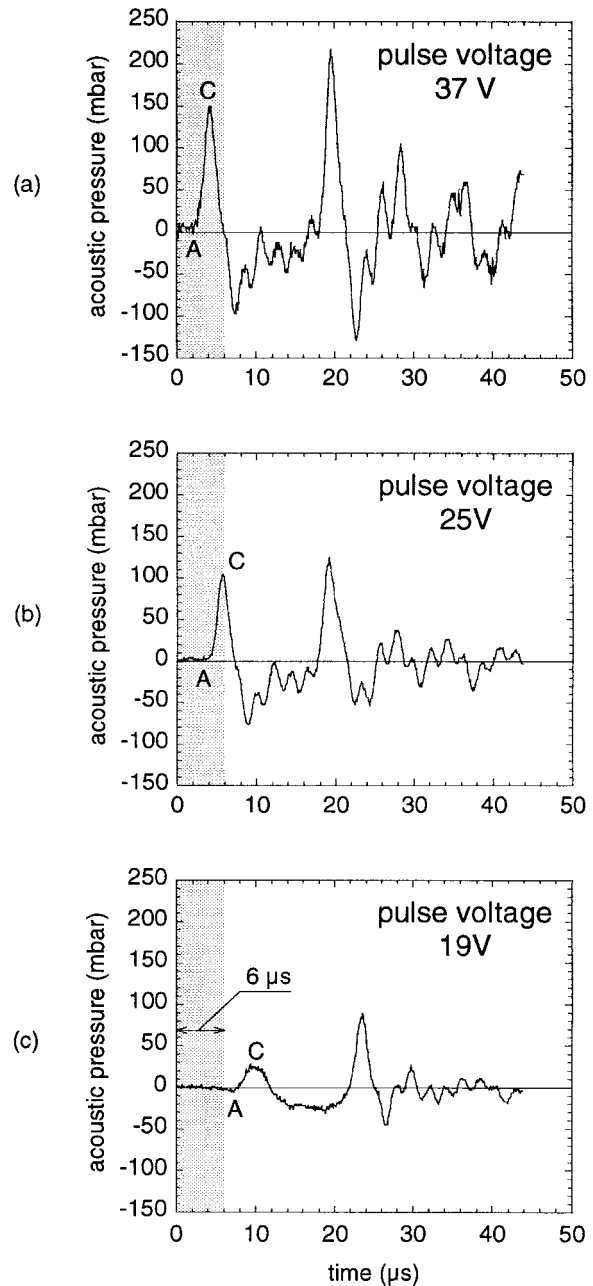 (a)
acoustic pressure (mbar)
250
200
150
100
50
0
-50
-100
-150
pulse voltage
37 V
C
A
0 10 20 30 40 50
(b)
acoustic pressure (mbar)
250
200
150
100
50
0
-50
-100
-150
pulse voltage
25V
C
A
0 10 20 30 40 50
(c)
acoustic pressure (mbar)
250
200
150
100
50
0
-50
-100
-150
pulse voltage
19V
6 µs
C
A
0 10 20 30 40 50
time (µs)